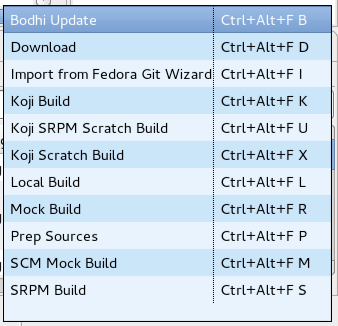 Bodhi Update Ctrl+Alt+F B
Download Ctrl+Alt+F D
Import from Fedora Git Wizard Ctrl+Alt+F I
Koji Build Ctrl+Alt+F K
Koji SRPM Scratch Build Ctrl+Alt+F U
Koji Scratch Build Ctrl+Alt+F X
Local Build Ctrl+Alt+F L
Mock Build Ctrl+Alt+F R
Prep Sources Ctrl+Alt+F P
SCM Mock Build Ctrl+Alt+F M
SRPM Build Ctrl+Alt+F S